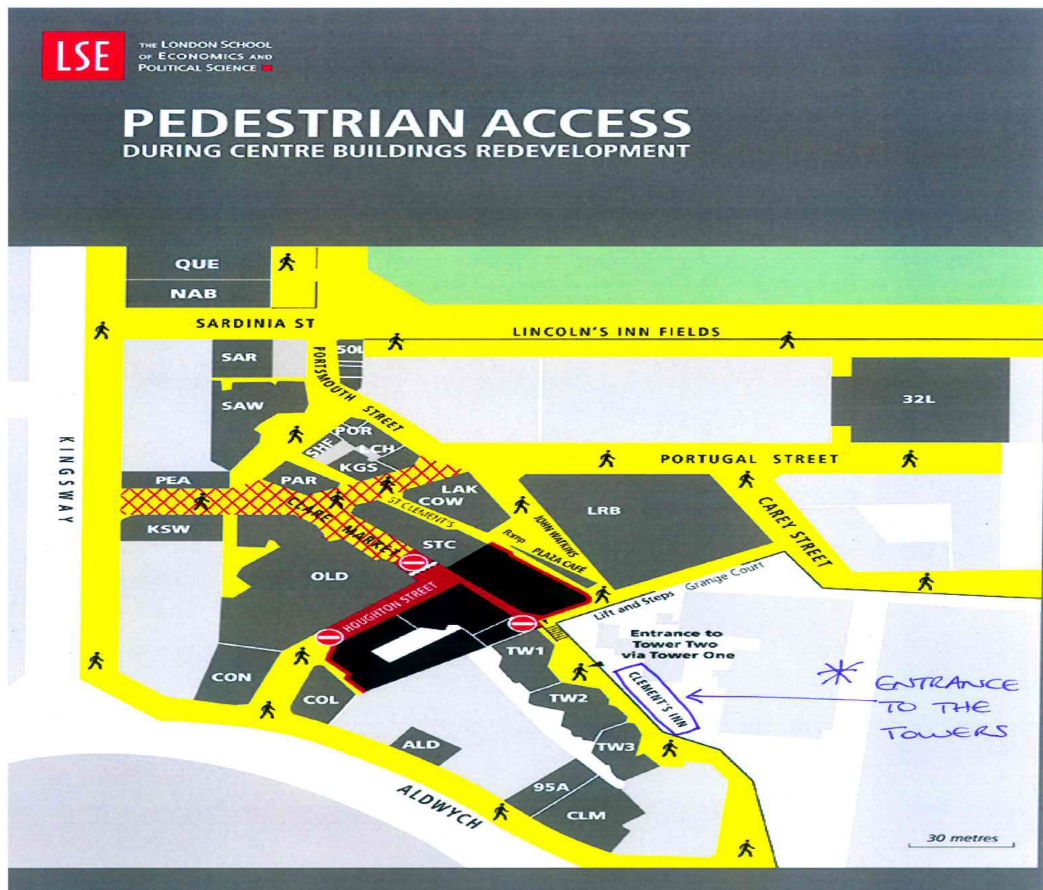 LSE
THE LONDON SCHOOL
OF ECONOMICS AND
POLITICAL SCIENCE
PEDESTRIAN ACCESS
DURING CENTRE BUILDINGS REDEVELOPMENT
QUE
NAB
SARDINIA ST
LINCOLN'S INN FIELDS
SAR
PORTSMOUTH STREET
SOL
SAW
32L
KINGSWAY
POR
SHF
LCH
KGS
PORTUGAL STREET
PEA
PAR
LAK
COW
ST CLEMENT'S
CLARE MARKET
KSW
STC
LRB
CAREY STREET
JOHN WATKINS
PLAZA CAFÉ
Ramp
OLD
HOUGHTON STREET
Grange Court
Lift and Steps
Entrance to
Tower Two
via Tower One
TW1
CLEMENT'S INN
ENTRANCE
TO THE
TOWERS
CON
COL
TW2
TW3
ALD
95A
CLM
ALDWYCH
30 metres